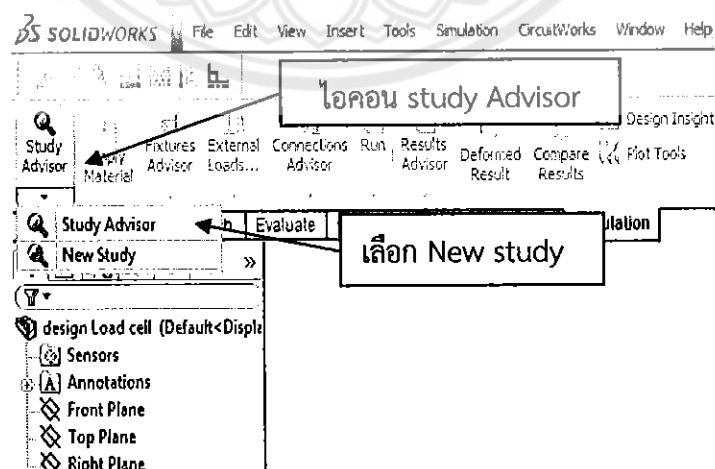 SOLIDWORKS File Edit View Insert Tools Simulation CircuitWorks Window Help
ไอคอน study Advisor
Study Advisor
Material
Fixtures Advisor
External Loads...
Connections Advisor
Run
Results Advisor
Deformed Result
Compare Results
Design Insight
Plot Tools
Study Advisor
Evaluate
เลือก New study
New Study
design Load cell (Default<Displa
Sensors
Annotations
Front Plane
Top Plane
Right Plane